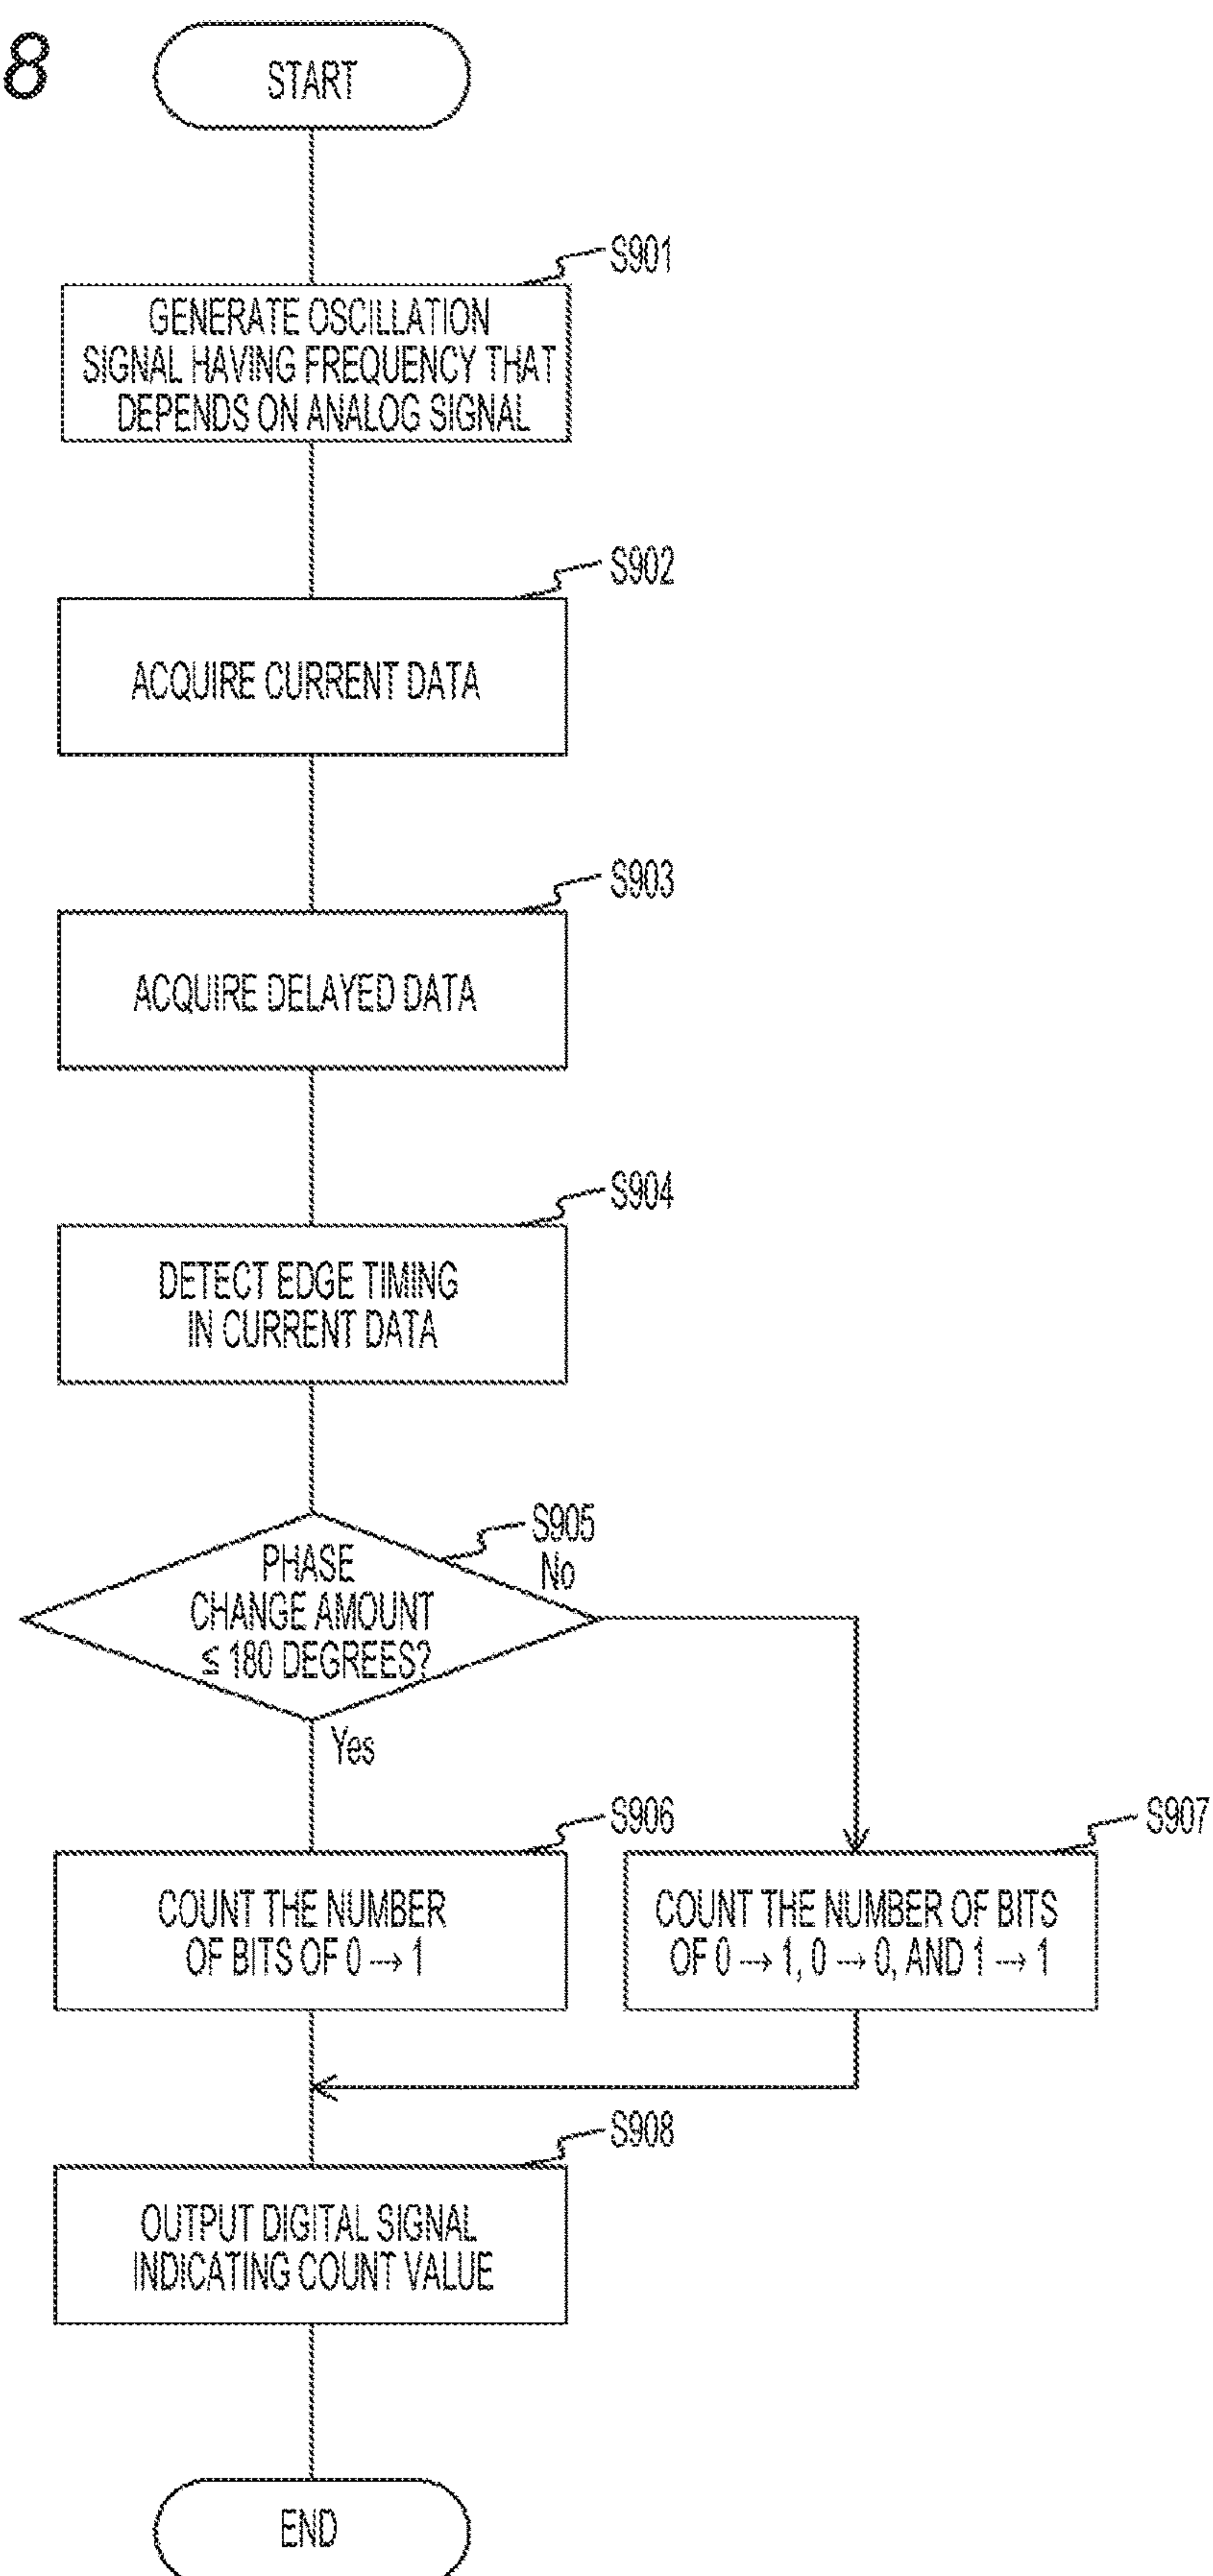 8
START
S901
GENERATE OSCILLATION
SIGNAL HAVING FREQUENCY THAT
DEPENDS ON ANALOG SIGNAL
S902
ACQUIRE CURRENT DATA
S903
ACQUIRE DELAYED DATA
S904
DETECT EDGE TIMING
IN CURRENT DATA
S905
No
PHASE
CHANGE AMOUNT
≤ 180 DEGREES?
Yes
S906
COUNT THE NUMBER
OF BITS OF 0 → 1
S907
COUNT THE NUMBER OF BITS
OF 0 → 1, 0 → 0, AND 1 → 1
S908
OUTPUT DIGITAL SIGNAL
INDICATING COUNT VALUE
END